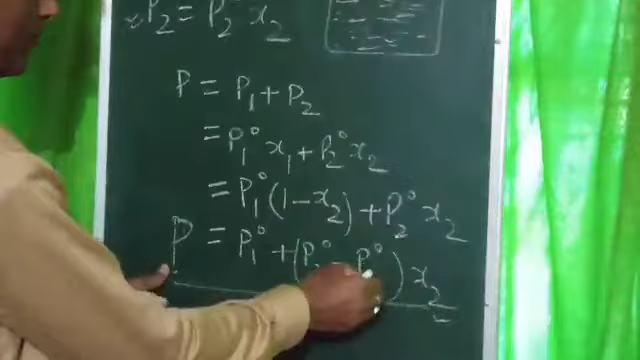 P₂ = P₂° x₂
P = P₁ + P₂
= P₁° x₁ + P₂° x₂
= P₁° (1 - x₂) + P₂° x₂
P = P₁° + (P₂° - P₁°) x₂